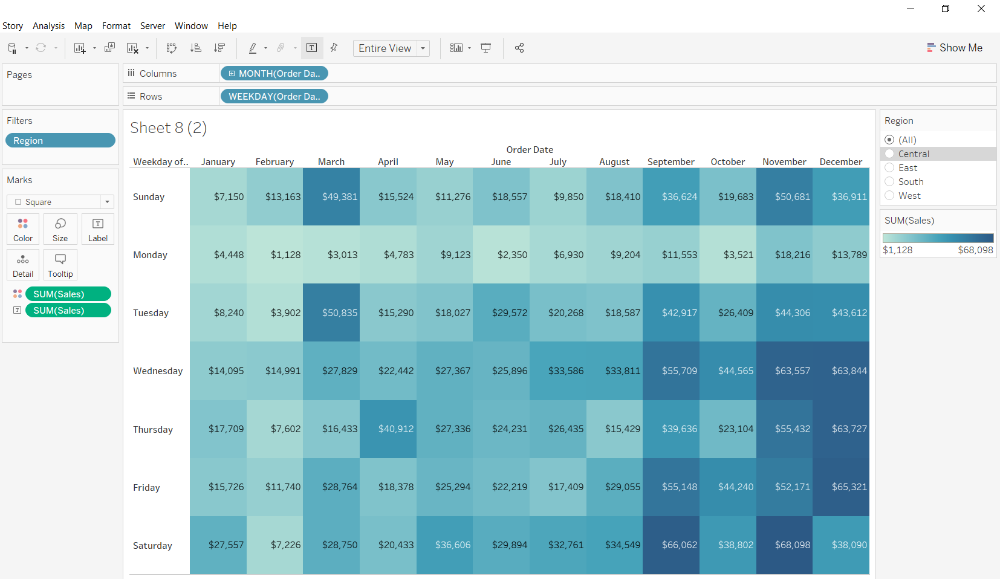 Story Analysis Map Format Server Window Help
T Entire View Show Me
Pages
Columns MONTH(Order Da..
Rows WEEKDAY(Order Da..
Filters
Region
Marks
Square
Color Size Label
Detail Tooltip
SUM(Sales)
SUM(Sales)
Sheet 8 (2)
Order Date
Weekday of.. January February March April May June July August September October November December
Sunday $7,150 $13,163 $49,381 $15,524 $11,276 $18,557 $9,850 $18,410 $36,624 $19,683 $50,681 $36,911
Monday $4,448 $1,128 $3,013 $4,783 $9,123 $2,350 $6,930 $9,204 $11,553 $3,521 $18,216 $13,789
Tuesday $8,240 $3,902 $50,835 $15,290 $18,027 $29,572 $20,268 $18,587 $42,917 $26,409 $44,306 $43,612
Wednesday $14,095 $14,991 $27,829 $22,442 $27,367 $25,896 $33,586 $33,811 $55,709 $44,565 $63,557 $63,844
Thursday $17,709 $7,602 $16,433 $40,912 $27,336 $24,231 $26,435 $15,429 $39,636 $23,104 $55,432 $63,727
Friday $15,726 $11,740 $28,764 $18,378 $25,294 $22,219 $17,409 $29,055 $55,148 $44,240 $52,171 $65,321
Saturday $27,557 $7,226 $28,750 $20,433 $36,606 $29,894 $32,761 $34,549 $66,062 $38,802 $68,098 $38,090
Region
(All)
Central
East
South
West
SUM(Sales)
$1,128 $68,098